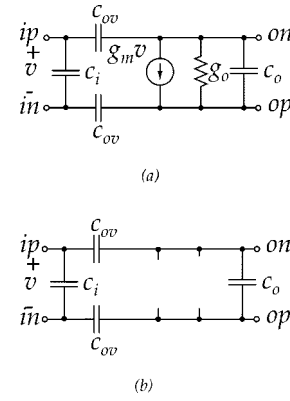 ip c_ov on
+ v c_i g_m v g_o c_o
in c_ov op
(a)
ip c_ov on
+ v c_i c_o
in c_ov op
(b)